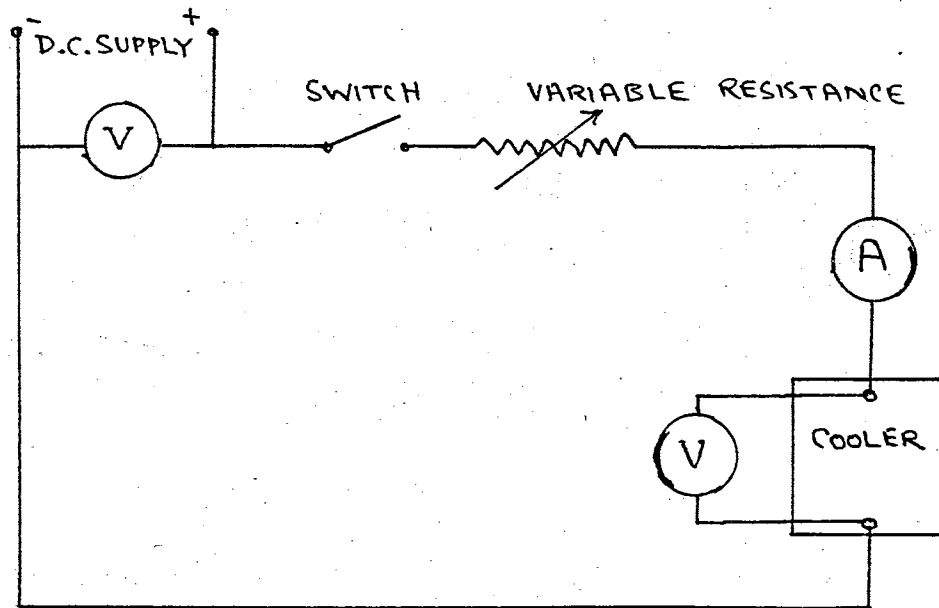 - +
D.C. SUPPLY
SWITCH VARIABLE RESISTANCE
V
A
V COOLER